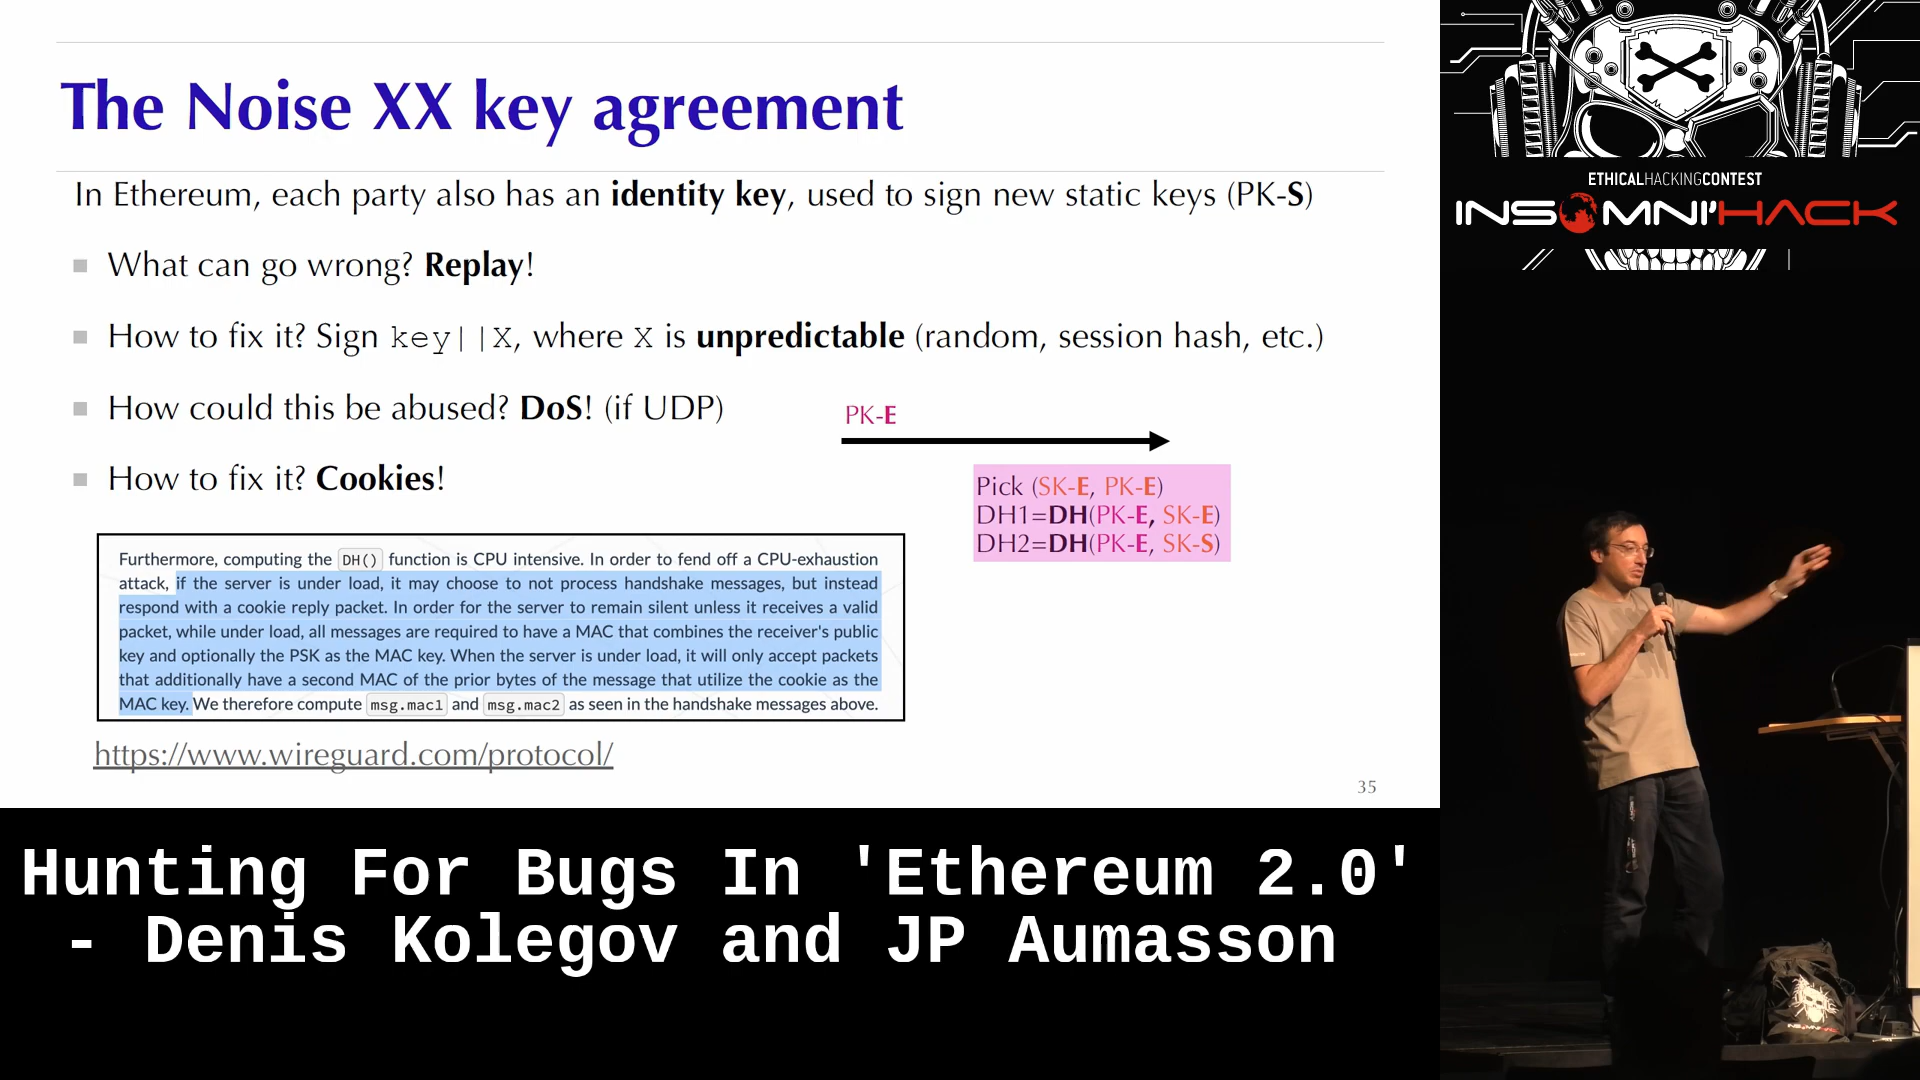 The Noise XX key agreement
In Ethereum, each party also has an identity key, used to sign new static keys (PK-S)
What can go wrong? Replay!
How to fix it? Sign key||X, where X is unpredictable (random, session hash, etc.)
How could this be abused? DoS! (if UDP)
How to fix it? Cookies!
PK-E
Pick (SK-E, PK-E)
DH1=DH(PK-E, SK-E)
DH2=DH(PK-E, SK-S)
Furthermore, computing the DH() function is CPU intensive. In order to fend off a CPU-exhaustion
attack, if the server is under load, it may choose to not process handshake messages, but instead
respond with a cookie reply packet. In order for the server to remain silent unless it receives a valid
packet, while under load, all messages are required to have a MAC that combines the receiver's public
key and optionally the PSK as the MAC key. When the server is under load, it will only accept packets
that additionally have a second MAC of the prior bytes of the message that utilize the cookie as the
MAC key. We therefore compute msg.mac1 and msg.mac2 as seen in the handshake messages above.
https://www.wireguard.com/protocol/
35
ETHICALHACKINGCONTEST
INSOMNI'HACK
Hunting For Bugs In 'Ethereum 2.0'
- Denis Kolegov and JP Aumasson
INSOMNI'HACK